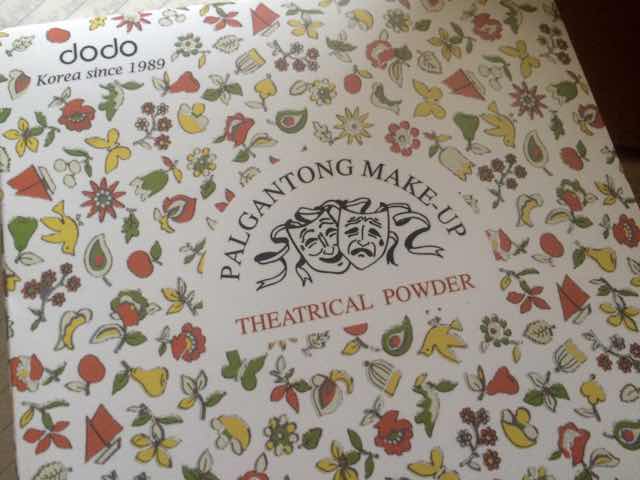 dodo
Korea since 1989
PALGANTONG MAKE-UP
THEATRICAL POWDER